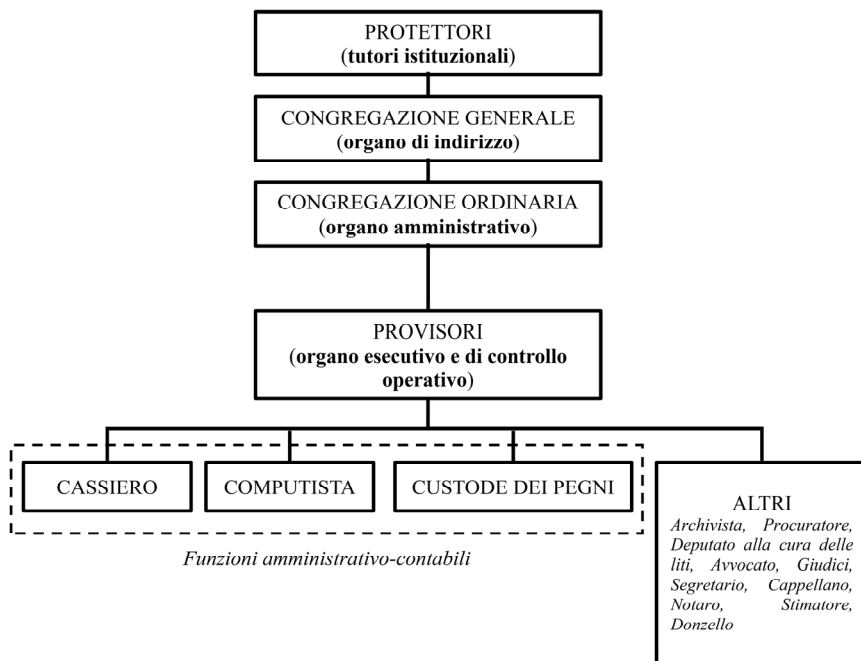 PROTETTORI
(tutori istituzionali)
CONGREGAZIONE GENERALE
(organo di indirizzo)
CONGREGAZIONE ORDINARIA
(organo amministrativo)
PROVISORI
(organo esecutivo e di controllo
operativo)
CASSIERO
COMPUTISTA
CUSTODE DEI PEGNI
Funzioni amministrativo-contabili
ALTRI
Archivista, Procuratore,
Deputato alla cura delle
liti, Avvocato, Giudici,
Segretario, Cappellano,
Notaro, Stimatore,
Donzello